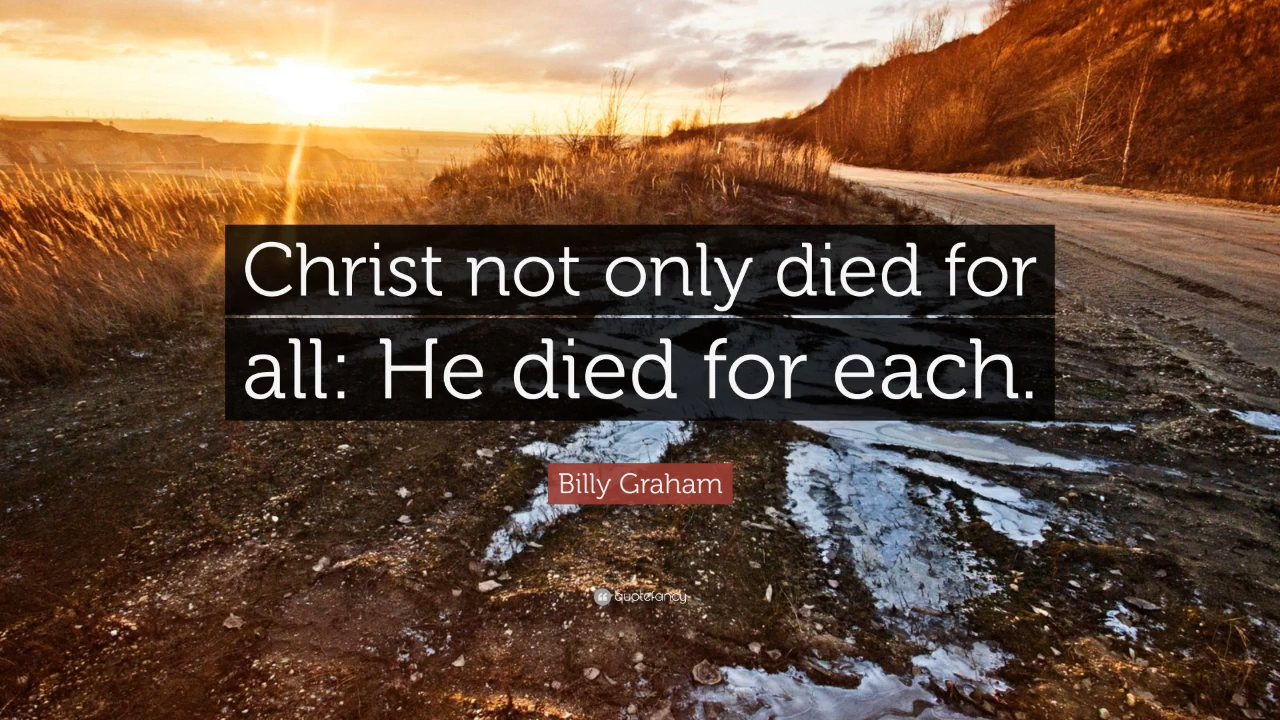 Christ not only died for
all: He died for each.
Billy Graham
quotefancy